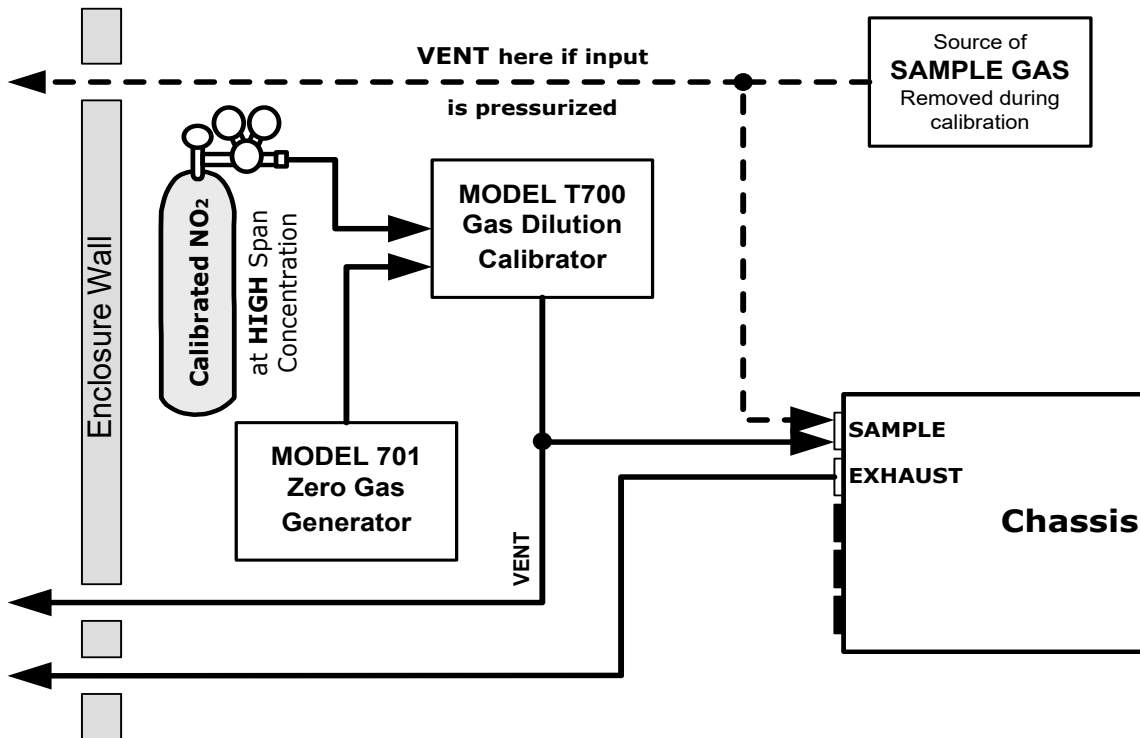 VENT here if input
is pressurized
Source of
SAMPLE GAS
Removed during
calibration
Enclosure Wall
Calibrated NO₂
at HIGH Span
Concentration
MODEL T700
Gas Dilution
Calibrator
MODEL 701
Zero Gas
Generator
VENT
SAMPLE
EXHAUST
Chassis